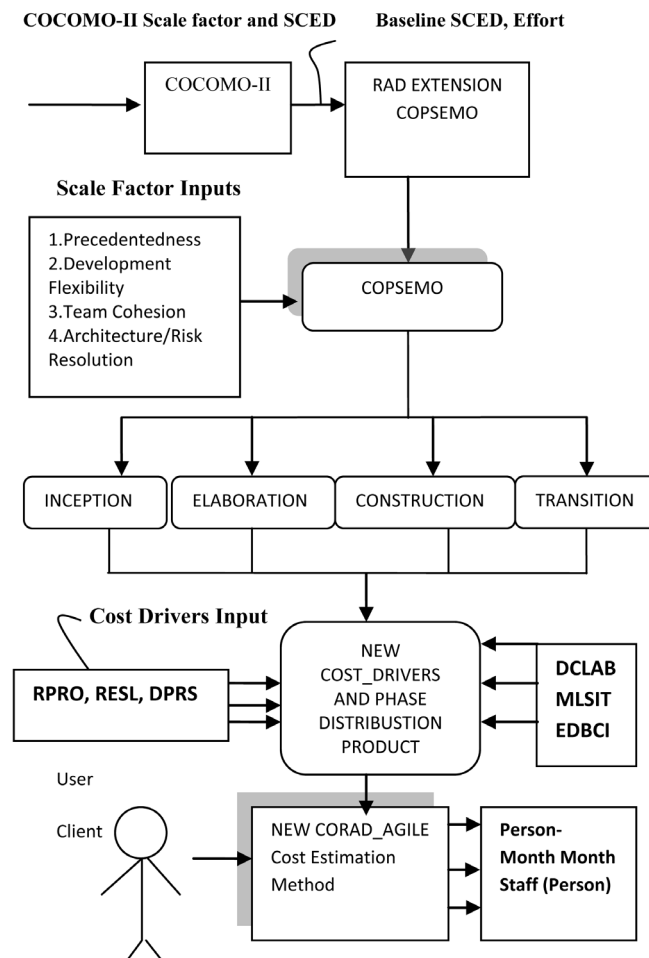 COCOMO-II Scale factor and SCED
Baseline SCED, Effort
COCOMO-II
RAD EXTENSION
COPSEMO
Scale Factor Inputs
1.Precedentedness
2.Development
Flexibility
3.Team Cohesion
4.Architecture/Risk
Resolution
COPSEMO
INCEPTION
ELABORATION
CONSTRUCTION
TRANSITION
Cost Drivers Input
RPRO, RESL, DPRS
NEW
COST_DRIVERS
AND PHASE
DISTRIBUSTION
PRODUCT
DCLAB
MLSIT
EDBCI
User
Client
NEW CORAD_AGILE
Cost Estimation
Method
Person-
Month Month
Staff (Person)